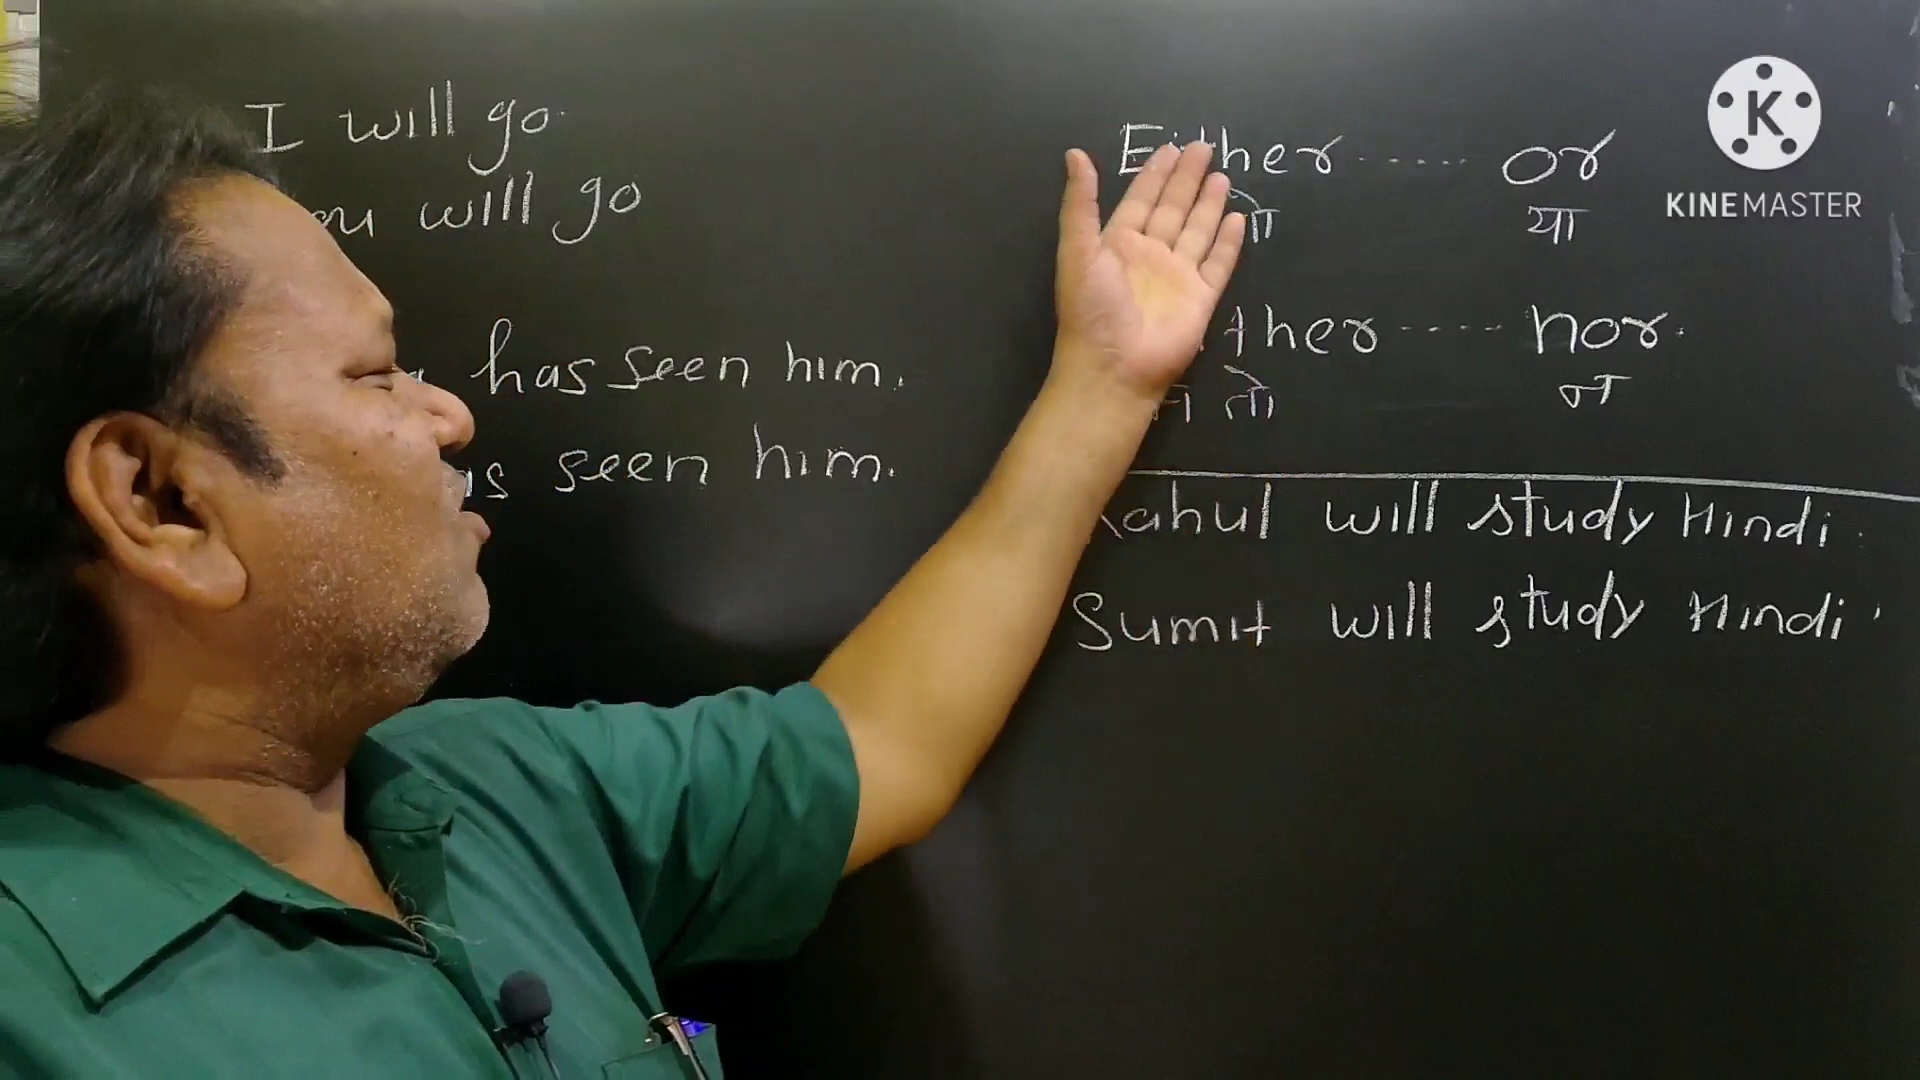 I will go.
will go
has seen him.
seen him.
Either ..... or
या
nor.
न तो न
will study Hindi.
Sumit will study Hindi.
KINEMASTER